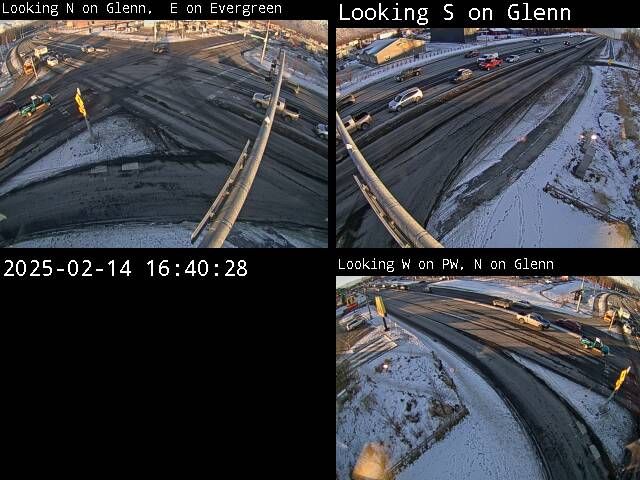 Looking N on Glenn,  E on Evergreen
Looking S on Glenn
2025-02-14 16:40:28
Looking W on PW, N on Glenn